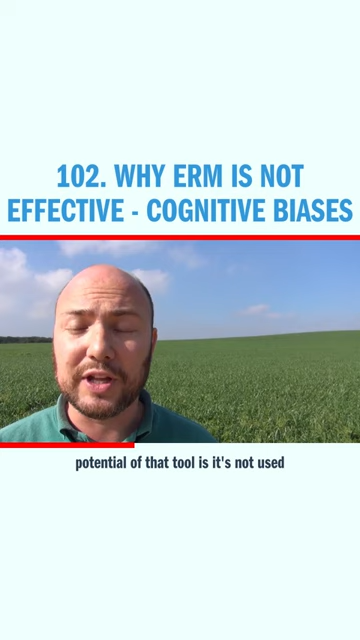 102. WHY ERM IS NOT
EFFECTIVE - COGNITIVE BIASES
potential of that tool is it's not used